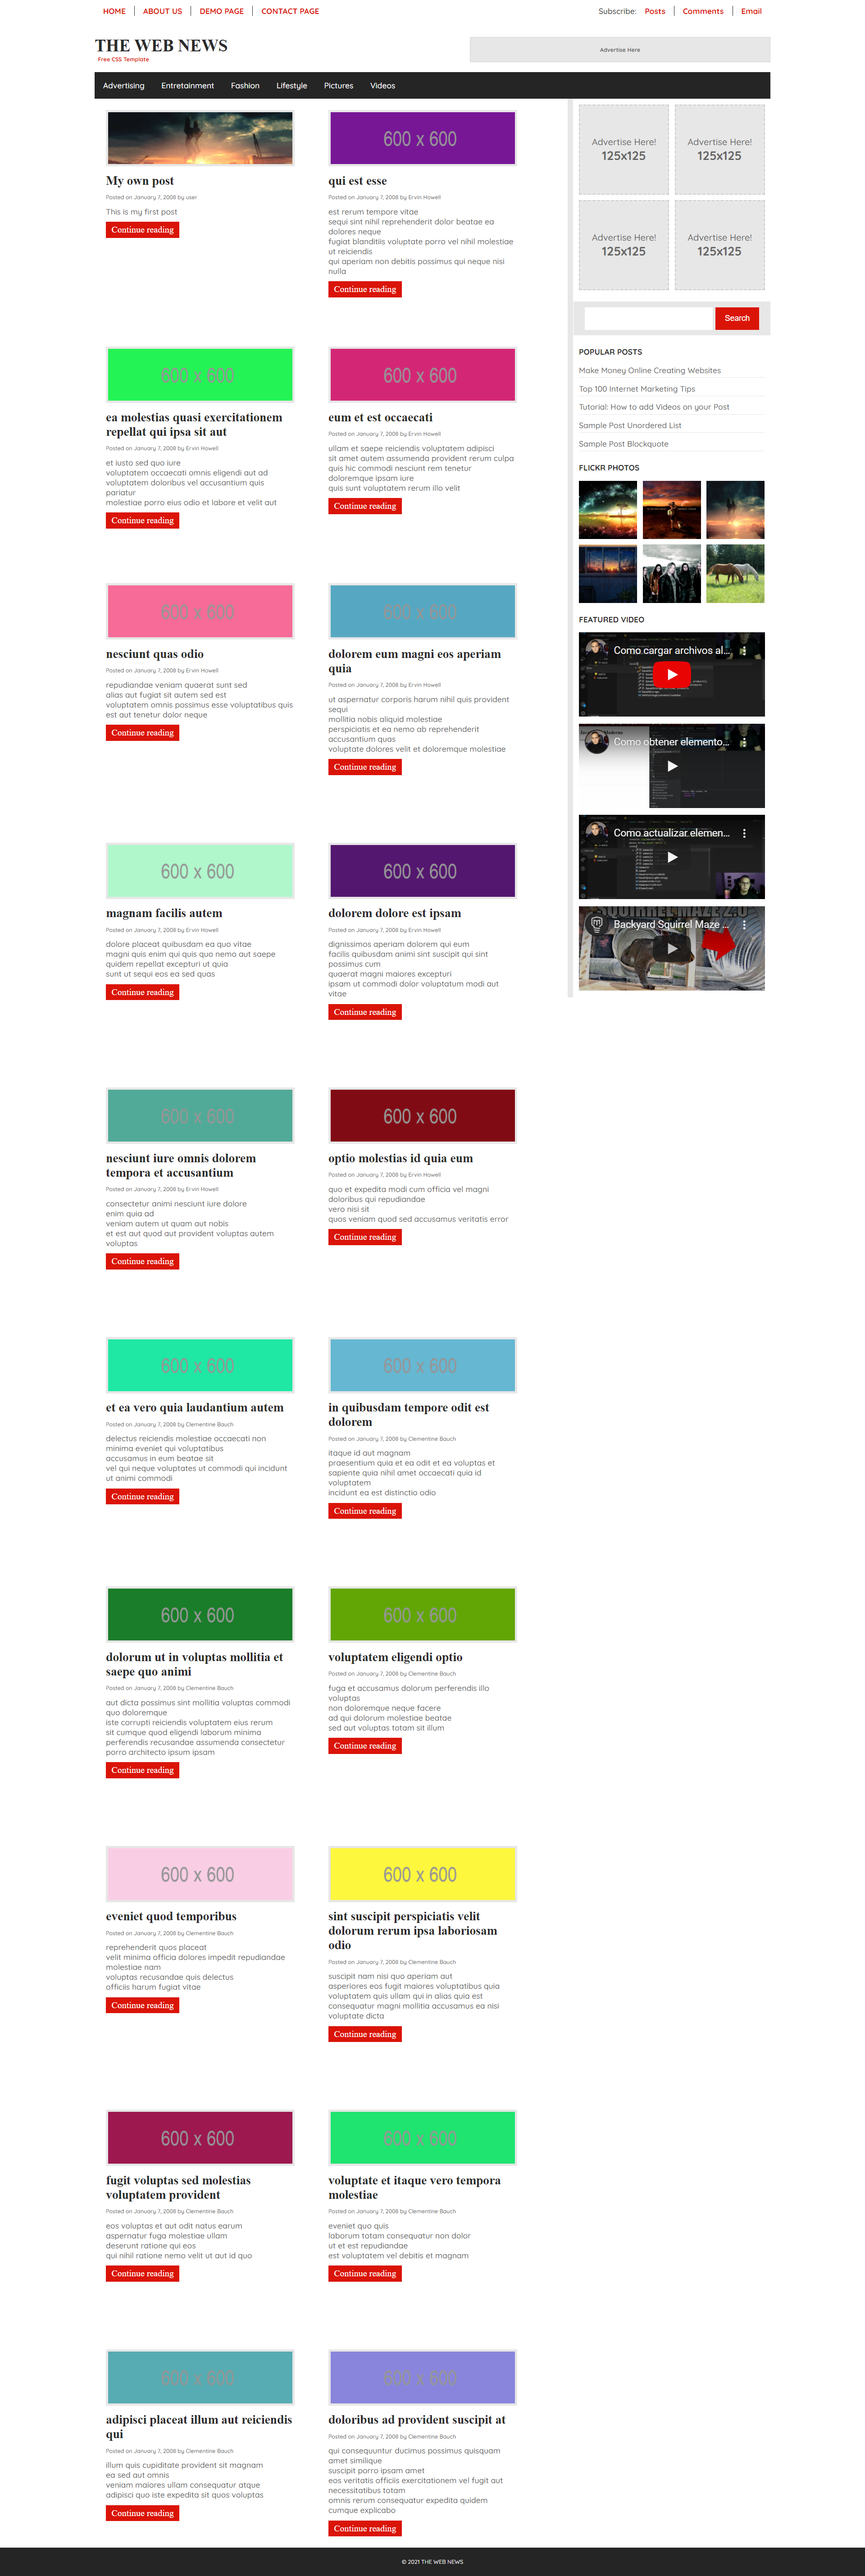 HOME ABOUT US DEMO PAGE CONTACT PAGE
Subscribe: Posts Comments Email
THE WEB NEWS
Free CSS Template
Advertise Here
Advertising Entretainment Fashion Lifestyle Pictures Videos
My own post
Posted on January 7, 2008 by user
This is my first post
Continue reading
600 x 600
qui est esse
Posted on January 7, 2008 by Ervin Howell
est rerum tempore vitae
sequi sint nihil reprehenderit dolor beatae ea
dolores neque
fugiat blanditiis voluptate porro vel nihil molestiae
ut reiciendis
qui aperiam non debitis possimus qui neque nisi
nulla
Continue reading
600 x 600
ea molestias quasi exercitationem
repellat qui ipsa sit aut
Posted on January 7, 2008 by Ervin Howell
et iusto sed quo iure
voluptatem occaecati omnis eligendi aut ad
voluptatem doloribus vel accusantium quis
pariatur
molestiae porro eius odio et labore et velit aut
Continue reading
600 x 600
eum et est occaecati
Posted on January 7, 2008 by Ervin Howell
ullam et saepe reiciendis voluptatem adipisci
sit amet autem assumenda provident rerum culpa
quis hic commodi nesciunt rem tenetur
doloremque ipsam iure
quis sunt voluptatem rerum illo velit
Continue reading
600 x 600
nesciunt quas odio
Posted on January 7, 2008 by Ervin Howell
repudiandae veniam quaerat sunt sed
alias aut fugiat sit autem sed est
voluptatem omnis possimus esse voluptatibus quis
est aut tenetur dolor neque
Continue reading
600 x 600
dolorem eum magni eos aperiam
quia
Posted on January 7, 2008 by Ervin Howell
ut aspernatur corporis harum nihil quis provident
sequi
mollitia nobis aliquid molestiae
perspiciatis et ea nemo ab reprehenderit
accusantium quas
voluptate dolores velit et doloremque molestiae
Continue reading
600 x 600
magnam facilis autem
Posted on January 7, 2008 by Ervin Howell
dolore placeat quibusdam ea quo vitae
magni quis enim qui quis quo nemo aut saepe
quidem repellat excepturi ut quia
sunt ut sequi eos ea sed quas
Continue reading
600 x 600
dolorem dolore est ipsam
Posted on January 7, 2008 by Ervin Howell
dignissimos aperiam dolorem qui eum
facilis quibusdam animi sint suscipit qui sint
possimus cum
quaerat magni maiores excepturi
ipsam ut commodi dolor voluptatum modi aut
vitae
Continue reading
600 x 600
nesciunt iure omnis dolorem
tempora et accusantium
Posted on January 7, 2008 by Ervin Howell
consectetur animi nesciunt iure dolore
enim quia ad
veniam autem ut quam aut nobis
et est aut quod aut provident voluptas autem
voluptas
Continue reading
600 x 600
optio molestias id quia eum
Posted on January 7, 2008 by Ervin Howell
quo et expedita modi cum officia vel magni
doloribus qui repudiandae
vero nisi sit
quos veniam quod sed accusamus veritatis error
Continue reading
600 x 600
et ea vero quia laudantium autem
Posted on January 7, 2008 by Clementine Bauch
delectus reiciendis molestiae occaecati non
minima eveniet qui voluptatibus
accusamus in eum beatae sit
vel qui neque voluptates ut commodi qui incidunt
ut animi commodi
Continue reading
600 x 600
in quibusdam tempore odit est
dolorem
Posted on January 7, 2008 by Clementine Bauch
itaque id aut magnam
praesentium quia et ea odit et ea voluptas et
sapiente quia nihil amet occaecati quia id
voluptatem
incidunt ea est distinctio odio
Continue reading
600 x 600
dolorum ut in voluptas mollitia et
saepe quo animi
Posted on January 7, 2008 by Clementine Bauch
aut dicta possimus sint mollitia voluptas commodi
quo doloremque
iste corrupti reiciendis voluptatem eius rerum
sit cumque quod eligendi laborum minima
perferendis recusandae assumenda consectetur
porro architecto ipsum ipsam
Continue reading
600 x 600
voluptatem eligendi optio
Posted on January 7, 2008 by Clementine Bauch
fuga et accusamus dolorum perferendis illo
voluptas
non doloremque neque facere
ad qui dolorum molestiae beatae
sed aut voluptas totam sit illum
Continue reading
600 x 600
eveniet quod temporibus
Posted on January 7, 2008 by Clementine Bauch
reprehenderit quos placeat
velit minima officia dolores impedit repudiandae
molestiae nam
voluptas recusandae quis delectus
officiis harum fugiat vitae
Continue reading
600 x 600
sint suscipit perspiciatis velit
dolorum rerum ipsa laboriosam
odio
Posted on January 7, 2008 by Clementine Bauch
suscipit nam nisi quo aperiam aut
asperiores eos fugit maiores voluptatibus quia
voluptatem quis ullam qui in alias quia est
consequatur magni mollitia accusamus ea nisi
voluptate dicta
Continue reading
600 x 600
fugit voluptas sed molestias
voluptatem provident
Posted on January 7, 2008 by Clementine Bauch
eos voluptas et aut odit natus earum
aspernatur fuga molestiae ullam
deserunt ratione qui eos
qui nihil ratione nemo velit ut aut id quo
Continue reading
600 x 600
voluptate et itaque vero tempora
molestiae
Posted on January 7, 2008 by Clementine Bauch
eveniet quo quis
laborum totam consequatur non dolor
ut et est repudiandae
est voluptatem vel debitis et magnam
Continue reading
600 x 600
adipisci placeat illum aut reiciendis
qui
Posted on January 7, 2008 by Clementine Bauch
illum quis cupiditate provident sit magnam
ea sed aut omnis
veniam maiores ullam consequatur atque
adipisci quo iste expedita sit quos voluptas
Continue reading
600 x 600
doloribus ad provident suscipit at
Posted on January 7, 2008 by Clementine Bauch
qui consequuntur ducimus possimus quisquam
amet similique
suscipit porro ipsam amet
eos veritatis officiis exercitationem vel fugit aut
necessitatibus totam
omnis rerum consequatur expedita quidem
cumque explicabo
Continue reading
Advertise Here!
125x125
Advertise Here!
125x125
Advertise Here!
125x125
Advertise Here!
125x125
Search
POPULAR POSTS
Make Money Online Creating Websites
Top 100 Internet Marketing Tips
Tutorial: How to add Videos on your Post
Sample Post Unordered List
Sample Post Blockquote
FLICKR PHOTOS
FEATURED VIDEO
Como cargar archivos al...
Como obtener elemento...
Como actualizar elemen...
Backyard Squirrel Maze ...
© 2021 THE WEB NEWS